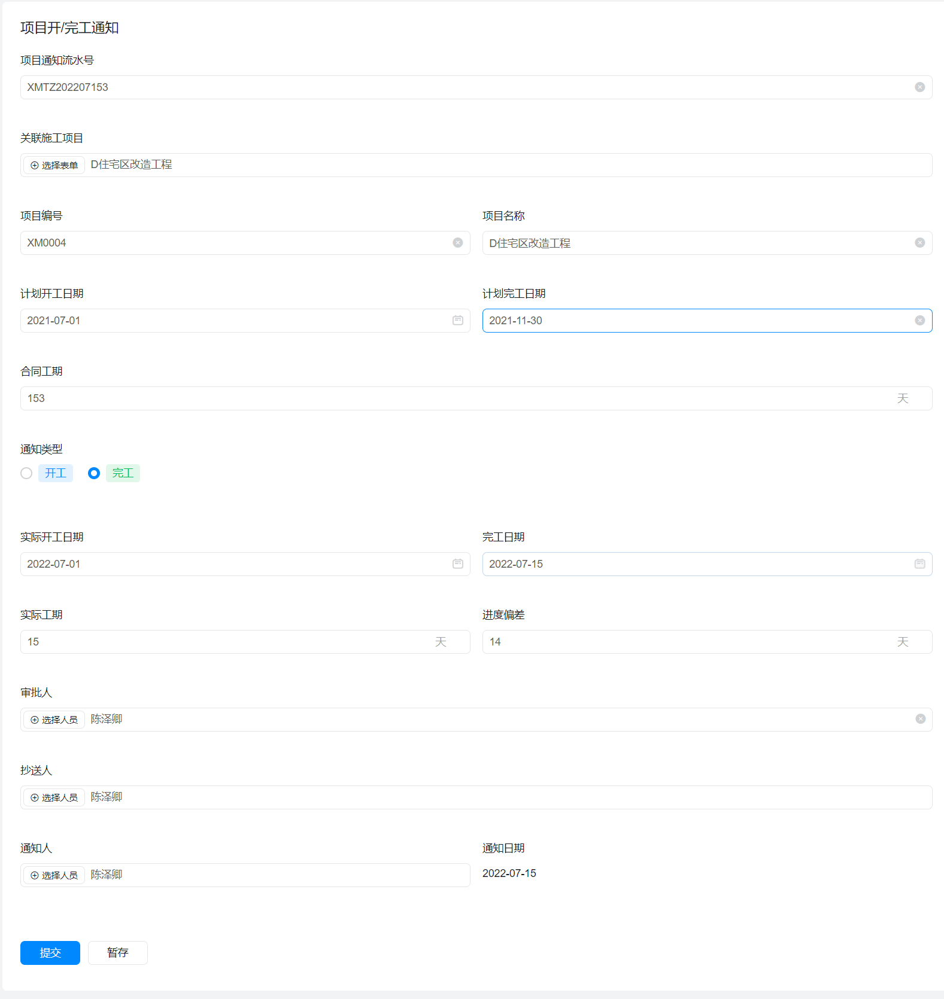 项目开/完工通知
项目通知流水号
XMTZ202207153
关联施工项目
选择表单 D住宅区改造工程
项目编号 项目名称
XM0004 D住宅区改造工程
计划开工日期 计划完工日期
2021-07-01 2021-11-30
合同工期
153 天
通知类型
开工 完工
实际开工日期 完工日期
2022-07-01 2022-07-15
实际工期 进度偏差
15 天 14 天
审批人
选择人员 陈泽卿
抄送人
选择人员 陈泽卿
通知人 通知日期
选择人员 陈泽卿 2022-07-15
提交 暂存